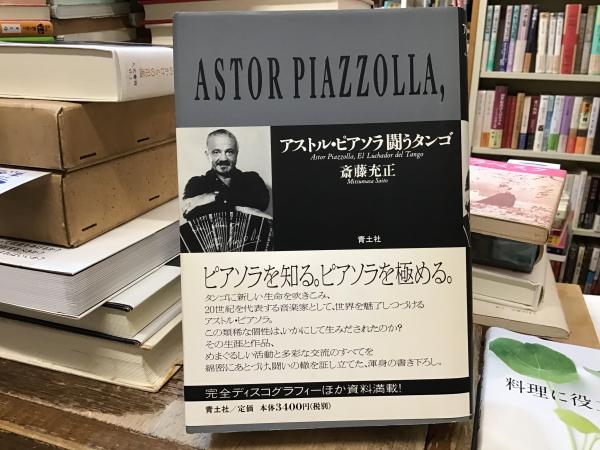 ASTOR PIAZZOLLA,
アストル・ピアソラ 闘うタンゴ
Astor Piazzolla, El Luchador del Tango
斎藤充正
Mitsumasa Saito
青土社
ピアソラを知る。ピアソラを極める。
タンゴに新しい生命を吹きこみ、
20世紀を代表する音楽家として、世界を魅了しつづける
アストル・ピアソラ。
この類稀な個性は、いかにして生みだされたのか?
その生涯と作品、
めまぐるしい活動と多彩な交流のすべてを
綿密にあとづけ、闘いの轍を証し立てた、渾身の書き下ろし。
完全ディスコグラフィーほか資料満載!
青土社/定価 本体3400円(税別)
料理に役